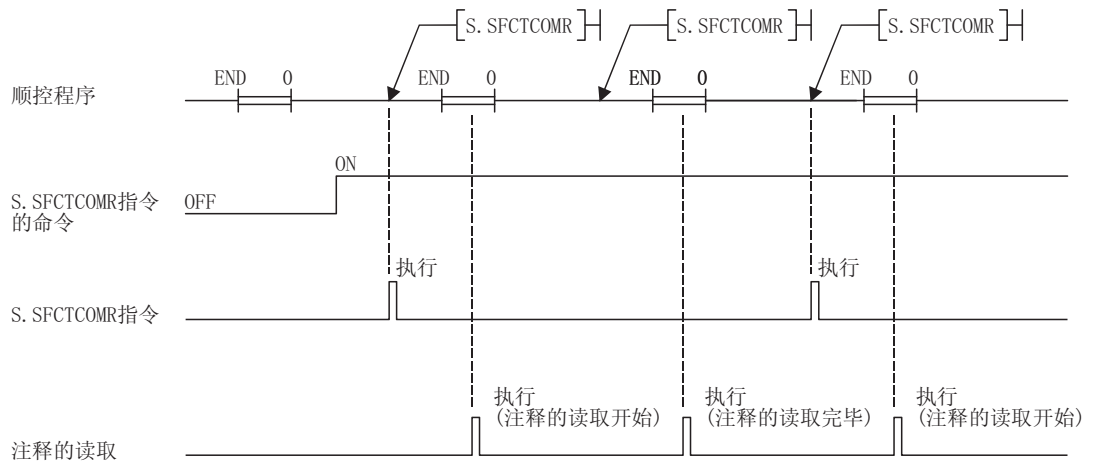 S.SFCTCOMR S.SFCTCOMR S.SFCTCOMR
END 0 END 0 END 0 END 0
顺控程序
ON
S.SFCTCOMR指令
的命令
OFF
执行 执行
S.SFCTCOMR指令
执行 执行 执行
(注释的读取开始) (注释的读取完毕) (注释的读取开始)
注释的读取